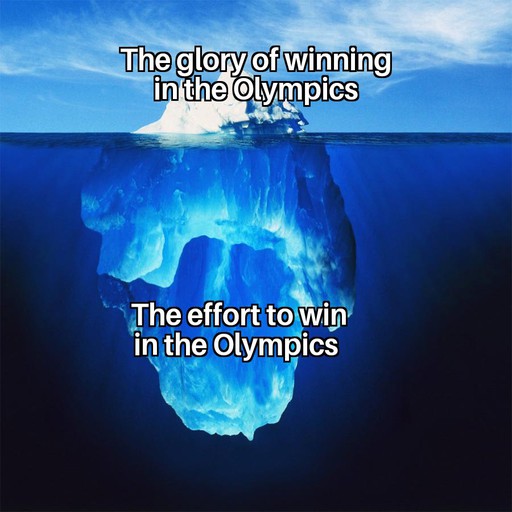 The glory of winning
in the Olympics
The effort to win
in the Olympics